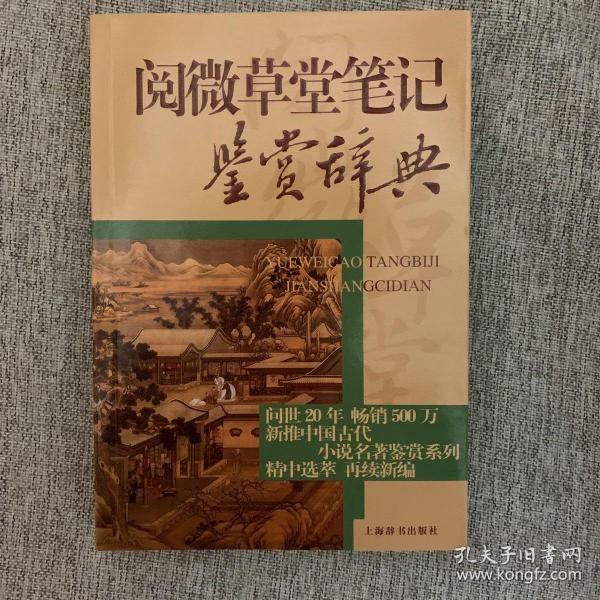 阅微草堂笔记
鉴赏辞典
YUEWEICAO TANGBIJI
JIANSHANGCIDIAN
问世20年 畅销500万
新推中国古代
小说名著鉴赏系列
精中选萃 再续新编
上海辞书出版社
孔夫子旧书网
www.kongfz.com